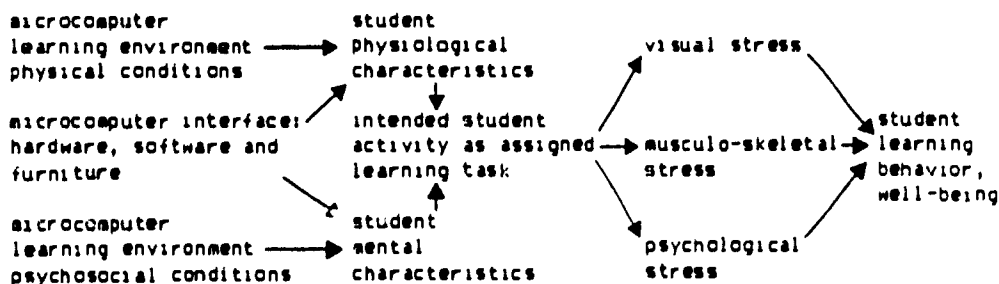 microcomputer
learning environment
physical conditions
student
physiological
characteristics
visual stress
microcomputer interface:
hardware, software and
furniture
intended student
activity as assigned
learning task
musculo-skeletal
stress
student
learning
behavior,
well-being
microcomputer
learning environment
psychosocial conditions
student
mental
characteristics
psychological
stress